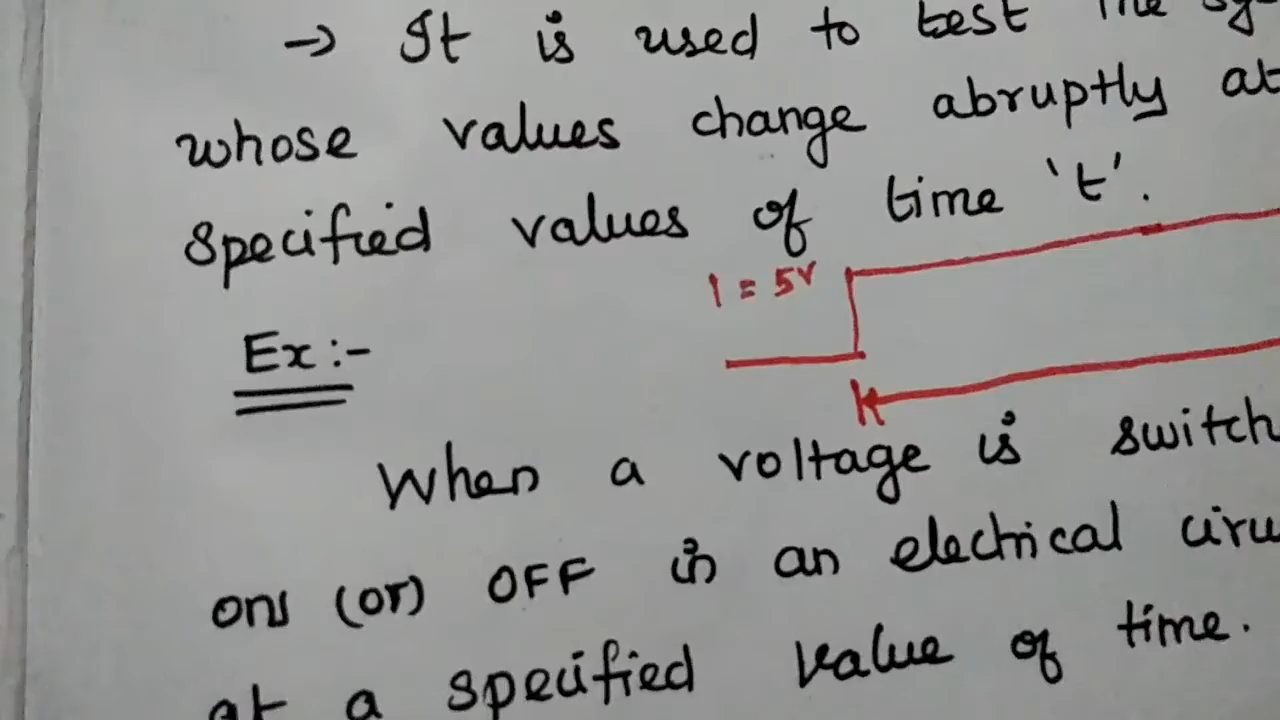 → It is used to test the
whose values change abruptly at
specified values of time 't'.
1 = 5V
Ex :-
When a voltage is switch
on (or) OFF in an electrical circu
at a specified value of time.